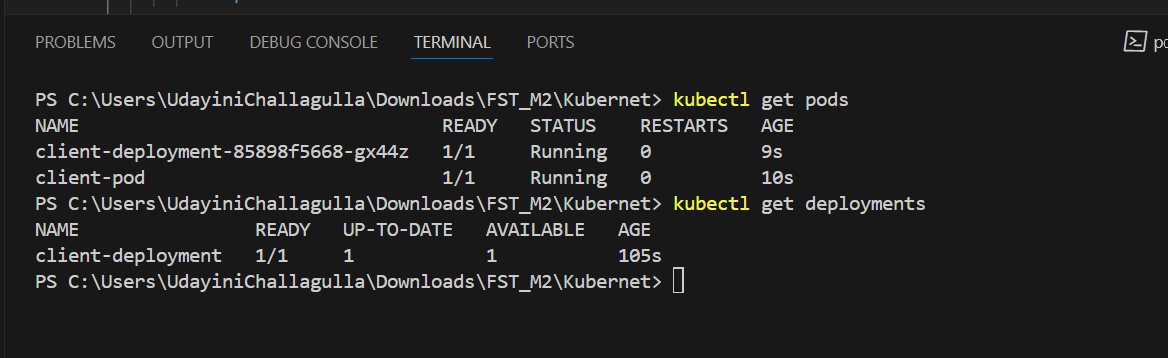 PROBLEMS OUTPUT DEBUG CONSOLE TERMINAL PORTS
PS C:\Users\UdayiniChallagulla\Downloads\FST_M2\Kubernet> kubectl get pods
NAME READY STATUS RESTARTS AGE
client-deployment-85898f5668-gx44z 1/1 Running 0 9s
client-pod 1/1 Running 0 10s
PS C:\Users\UdayiniChallagulla\Downloads\FST_M2\Kubernet> kubectl get deployments
NAME READY UP-TO-DATE AVAILABLE AGE
client-deployment 1/1 1 1 105s
PS C:\Users\UdayiniChallagulla\Downloads\FST_M2\Kubernet>